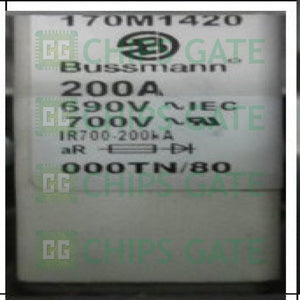 170M1420
Bussmann®
200A
690V ~ IEC
700V ~
IR700-200kA
aR
000TN/80
CHIPS GATE
CHIPS GATE
CHIPS GATE